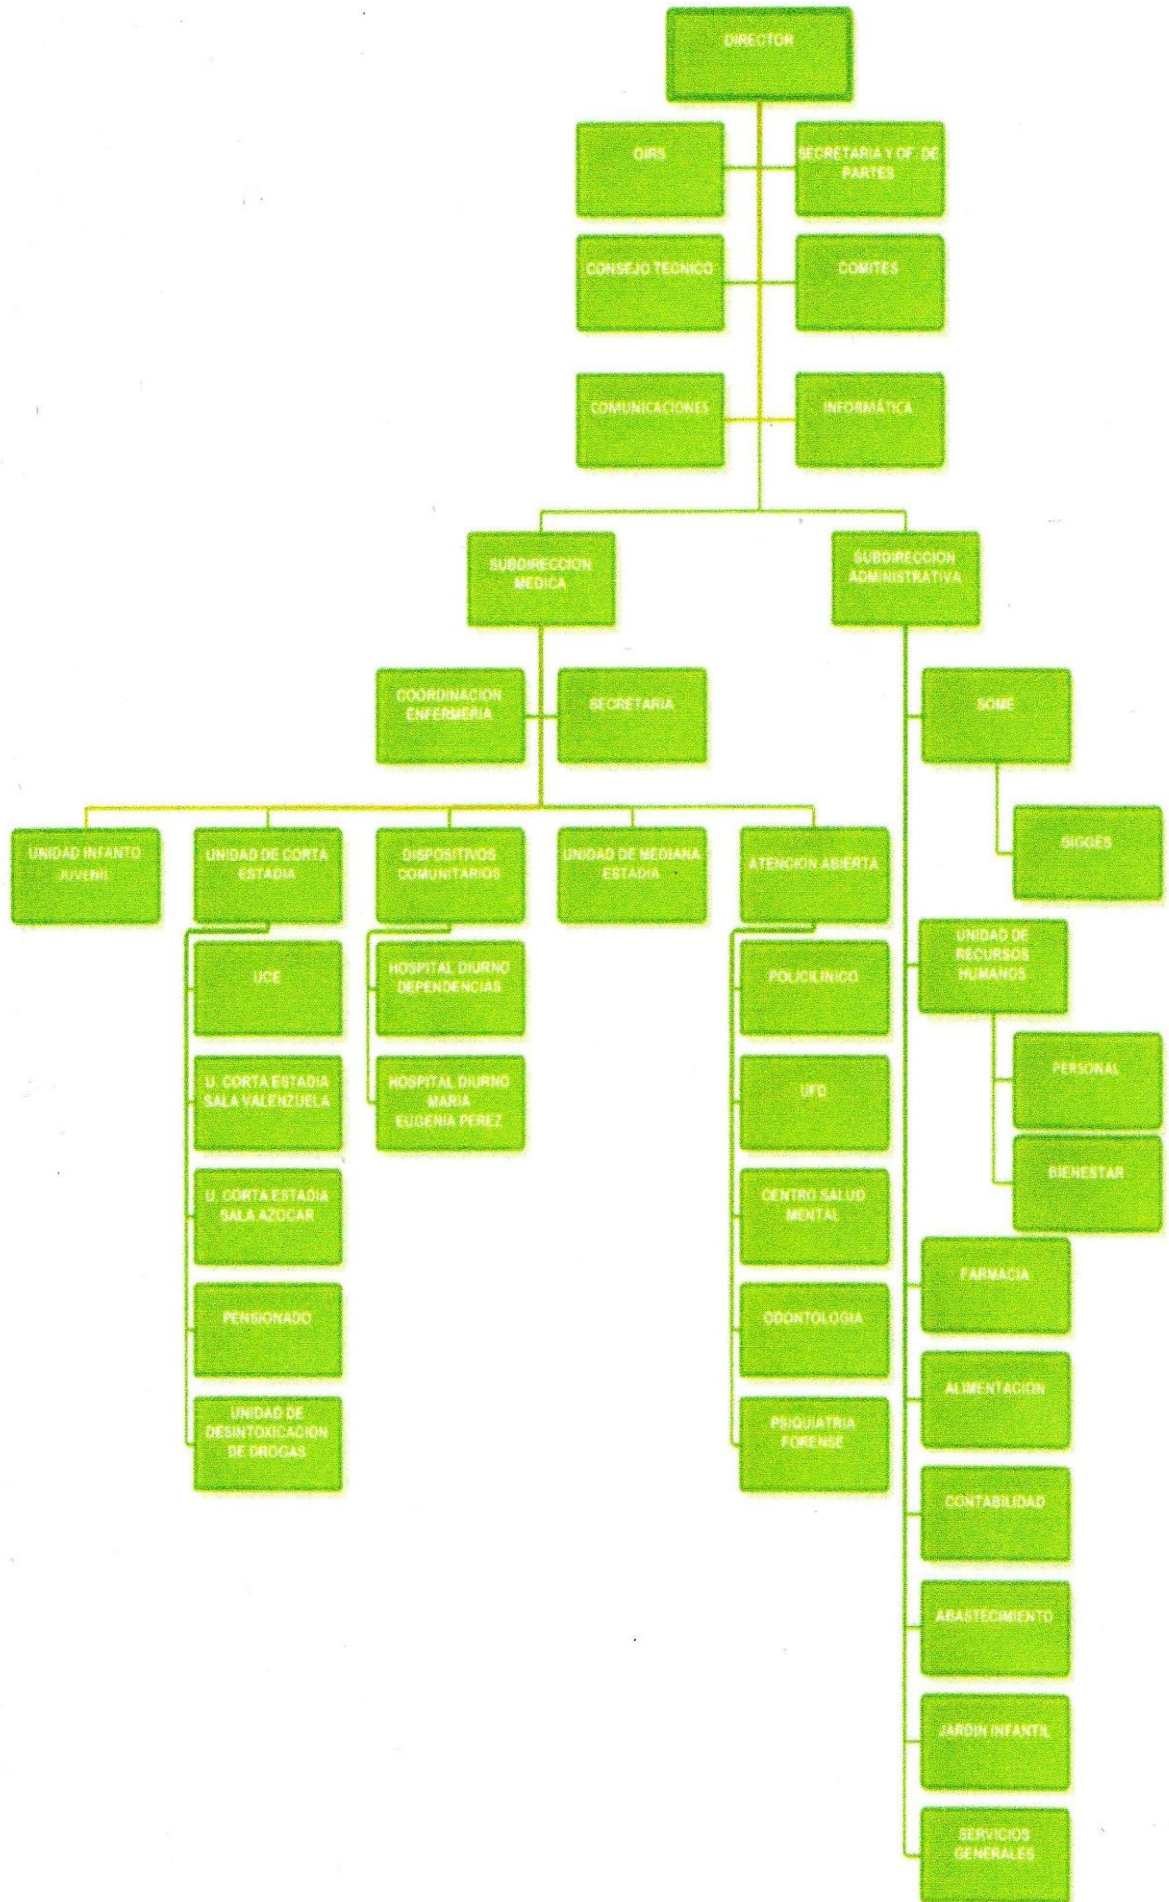 DIRECTOR
OIRS
SECRETARIA Y OF. DE
PARTES
CONSEJO TECNICO
COMITES
COMUNICACIONES
INFORMÁTICA
SUBDIRECCION
MEDICA
SUBDIRECCION
ADMINISTRATIVA
COORDINACION
ENFERMERIA
SECRETARIA
UNIDAD INFANTO
JUVENIL
UNIDAD DE CORTA
ESTADIA
UCE
U. CORTA ESTADIA
SALA VALENZUELA
U. CORTA ESTADIA
SALA AZOCAR
PENSIONADO
UNIDAD DE
DESINTOXICACION
DE DROGAS
DISPOSITIVOS
COMUNITARIOS
HOSPITAL DIURNO
DEPENDENCIAS
HOSPITAL DIURNO
MARIA
EUGENIA PEREZ
UNIDAD DE MEDIANA
ESTADIA
ATENCION ABIERTA
POLICILINICO
UFD
CENTRO SALUD
MENTAL
ODONTOLOGIA
PSIQUIATRIA
FORENSE
SOME
SIGGES
UNIDAD DE
RECURSOS
HUMANOS
PERSONAL
BIENESTAR
FARMACIA
ALIMENTACION
CONTABILIDAD
ABASTECIMIENTO
JARDIN INFANTIL
SERVICIOS
GENERALES